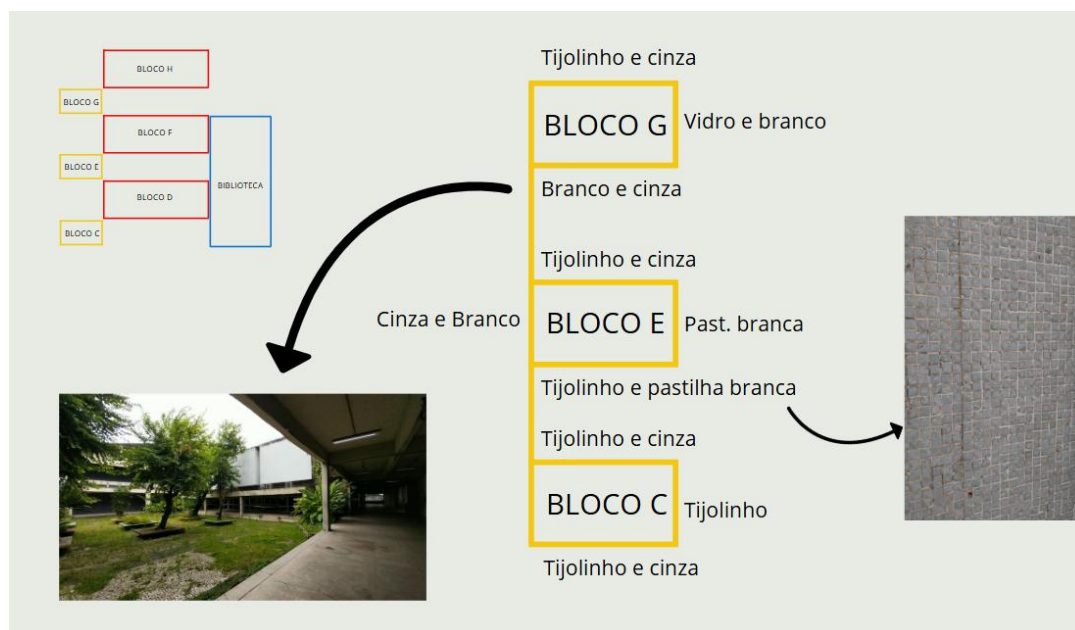 BLOCO H
BLOCO G
BLOCO F
BLOCO E
BIBLIOTECA
BLOCO D
BLOCO C
Tijolinho e cinza
BLOCO G
Vidro e branco
Branco e cinza
Tijolinho e cinza
Cinza e Branco
BLOCO E
Past. branca
Tijolinho e pastilha branca
Tijolinho e cinza
BLOCO C
Tijolinho
Tijolinho e cinza